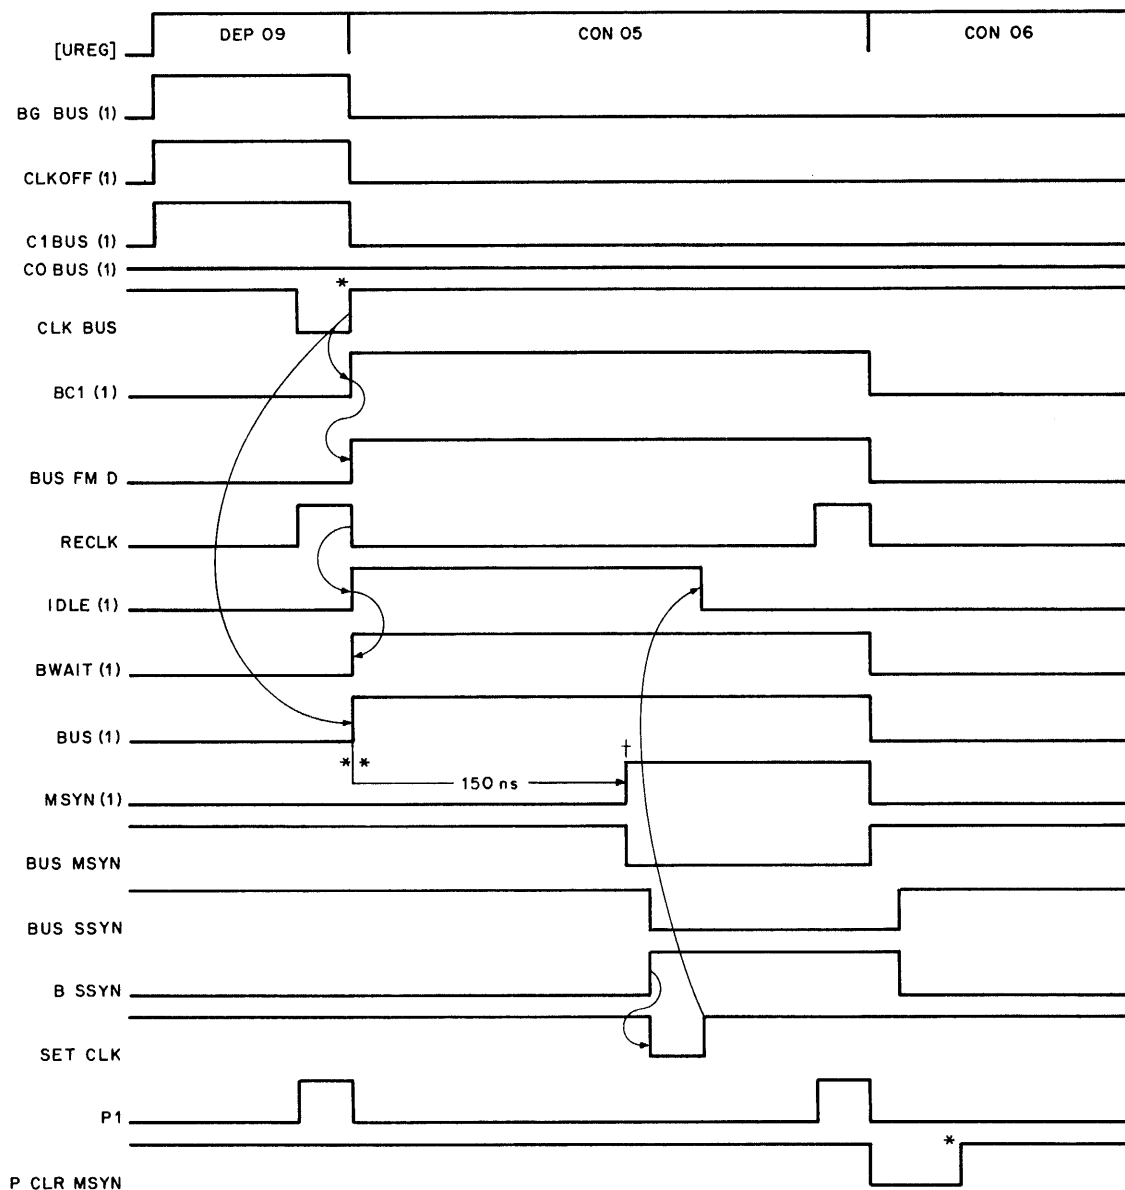 [UREG] DEP 09 CON 05 CON 06
BG BUS (1)
CLKOFF (1)
C1BUS (1)
CO BUS (1)
*
CLK BUS
BC1 (1)
BUS FM D
RECLK
IDLE (1)
BWAIT (1)
BUS (1)
* * †
150 ns
MSYN (1)
BUS MSYN
BUS SSYN
B SSYN
SET CLK
P1
*
P CLR MSYN